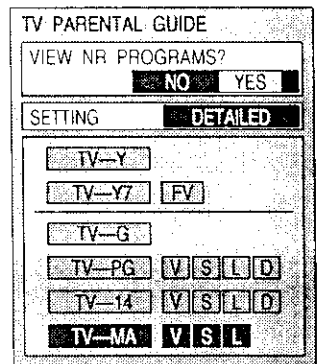 TV PARENTAL GUIDE
VIEW NR PROGRAMS?
NO YES
SETTING DETAILED
TV—Y
TV—Y7 FV
TV—G
TV—PG V S L D
TV—14 V S L D
TV—MA V S L